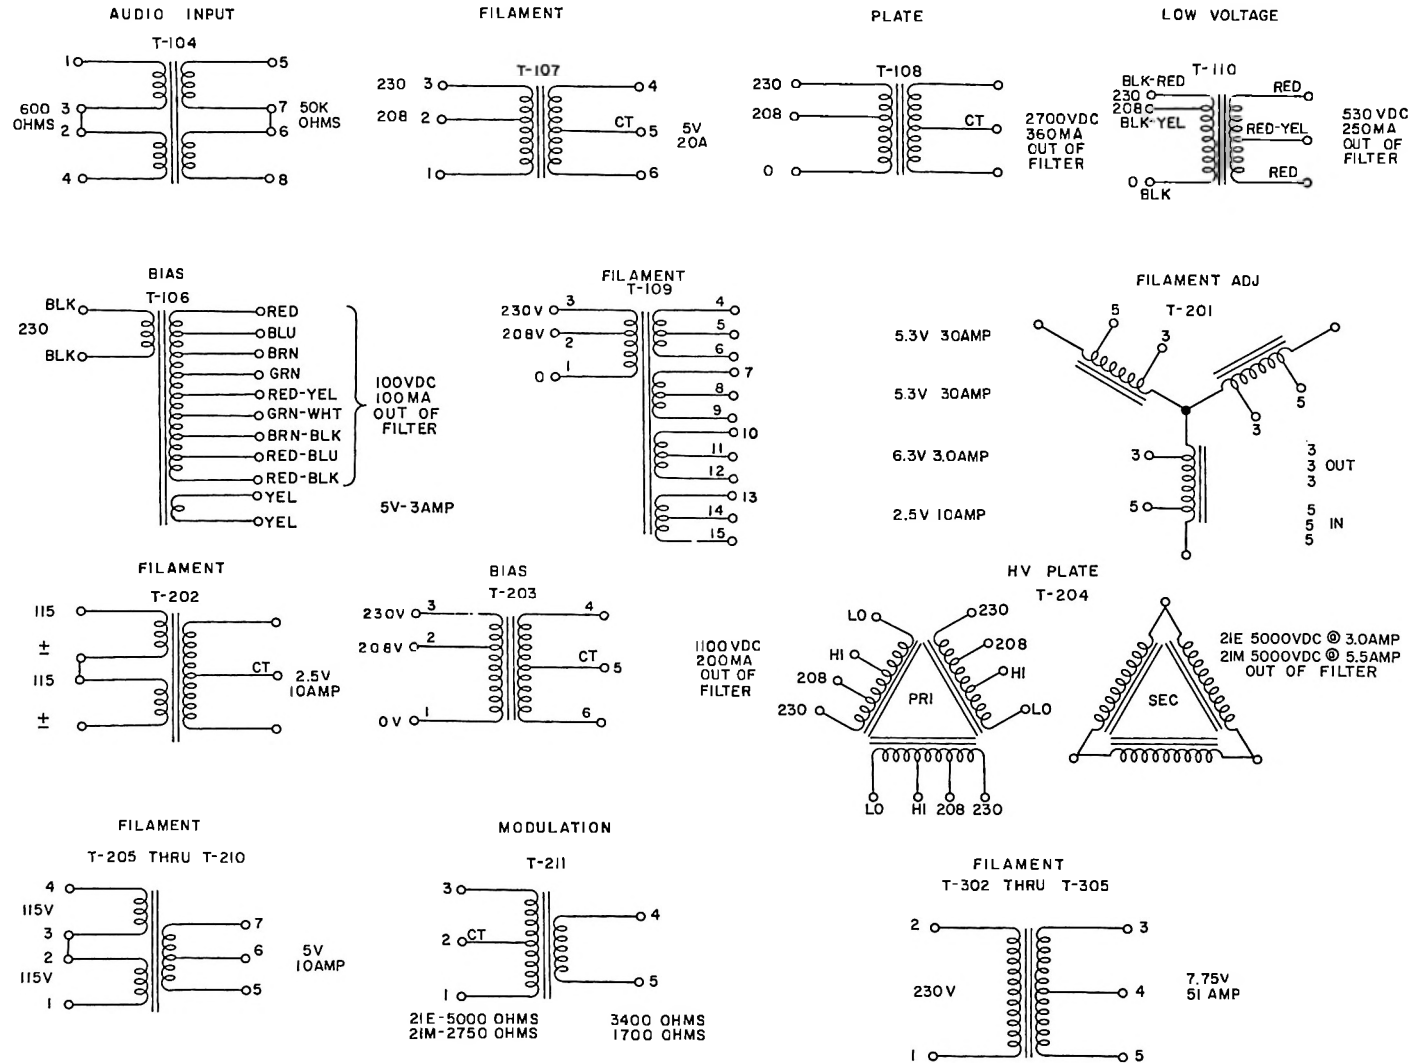 AUDIO INPUT
T-104
1
5
600 OHMS
3
2
7
6
50K OHMS
4
8
FILAMENT
T-107
230 3
208 2
1
4
CT 5
6
5V
20A
PLATE
T-108
230
208
0
CT
2700VDC
360MA
OUT OF
FILTER
LOW VOLTAGE
T-110
BLK-RED
230
208
BLK-YEL
0
BLK
RED
RED-YEL
RED
530VDC
250MA
OUT OF
FILTER
BIAS
T-106
BLK
230
BLK
RED
BLU
BRN
GRN
RED-YEL
GRN-WHT
BRN-BLK
RED-BLU
RED-BLK
YEL
YEL
100VDC
100MA
OUT OF
FILTER
5V-3AMP
FILAMENT
T-109
230V 3
208V
2
0 1
4
5
6
7
8
9
10
11
12
13
14
15
5.3V 30AMP
5.3V 30AMP
6.3V 3.0AMP
2.5V 10AMP
FILAMENT ADJ
T-201
5
3
5
3
3
5
3
3 OUT
3
5
5 IN
5
FILAMENT
T-202
115
±
115
±
CT
2.5V
10AMP
BIAS
T-203
230V 3
208V 2
0V 1
4
CT 5
6
1100VDC
200MA
OUT OF
FILTER
HV PLATE
T-204
LO
HI
208
230
230
208
HI
LO
PRI
LO HI 208 230
SEC
21E 5000VDC @ 3.0AMP
21M 5000VDC @ 5.5AMP
OUT OF FILTER
FILAMENT
T-205 THRU T-210
4
115V
3
2
115V
1
7
6
5
5V
10AMP
MODULATION
T-211
3
2 CT
1
4
5
21E-5000 OHMS 3400 OHMS
21M-2750 OHMS 1700 OHMS
FILAMENT
T-302 THRU T-305
2
230V
1
3
4
5
7.75V
51 AMP